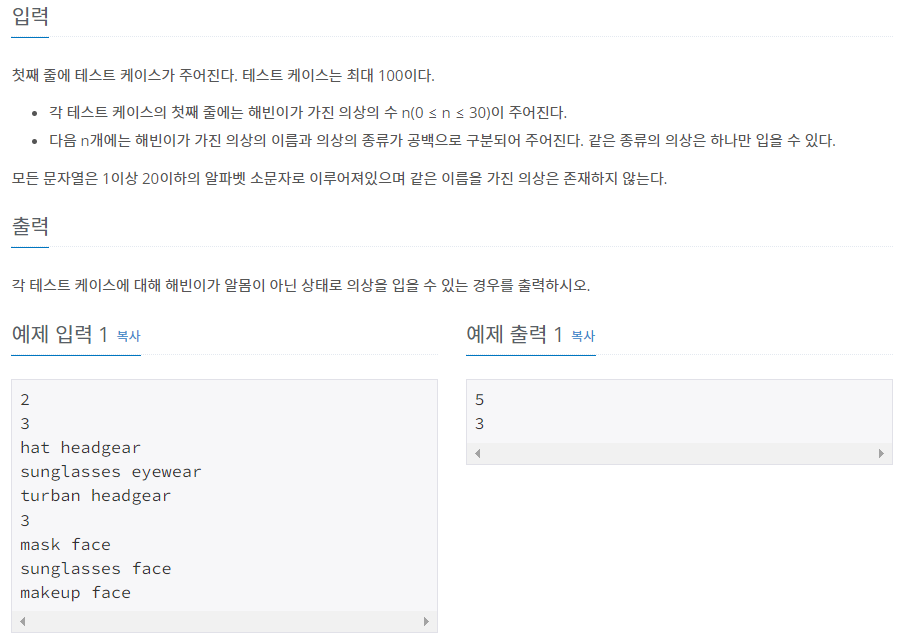 입력
첫째 줄에 테스트 케이스가 주어진다. 테스트 케이스는 최대 100이다.
• 각 테스트 케이스의 첫째 줄에는 해빈이가 가진 의상의 수 n(0 ≤ n ≤ 30)이 주어진다.
• 다음 n개에는 해빈이가 가진 의상의 이름과 의상의 종류가 공백으로 구분되어 주어진다. 같은 종류의 의상은 하나만 입을 수 있다.
모든 문자열은 1이상 20이하의 알파벳 소문자로 이루어져있으며 같은 이름을 가진 의상은 존재하지 않는다.
출력
각 테스트 케이스에 대해 해빈이가 알몸이 아닌 상태로 의상을 입을 수 있는 경우를 출력하시오.
예제 입력 1 복사
2
3
hat headgear
sunglasses eyewear
turban headgear
3
mask face
sunglasses face
makeup face
예제 출력 1 복사
5
3